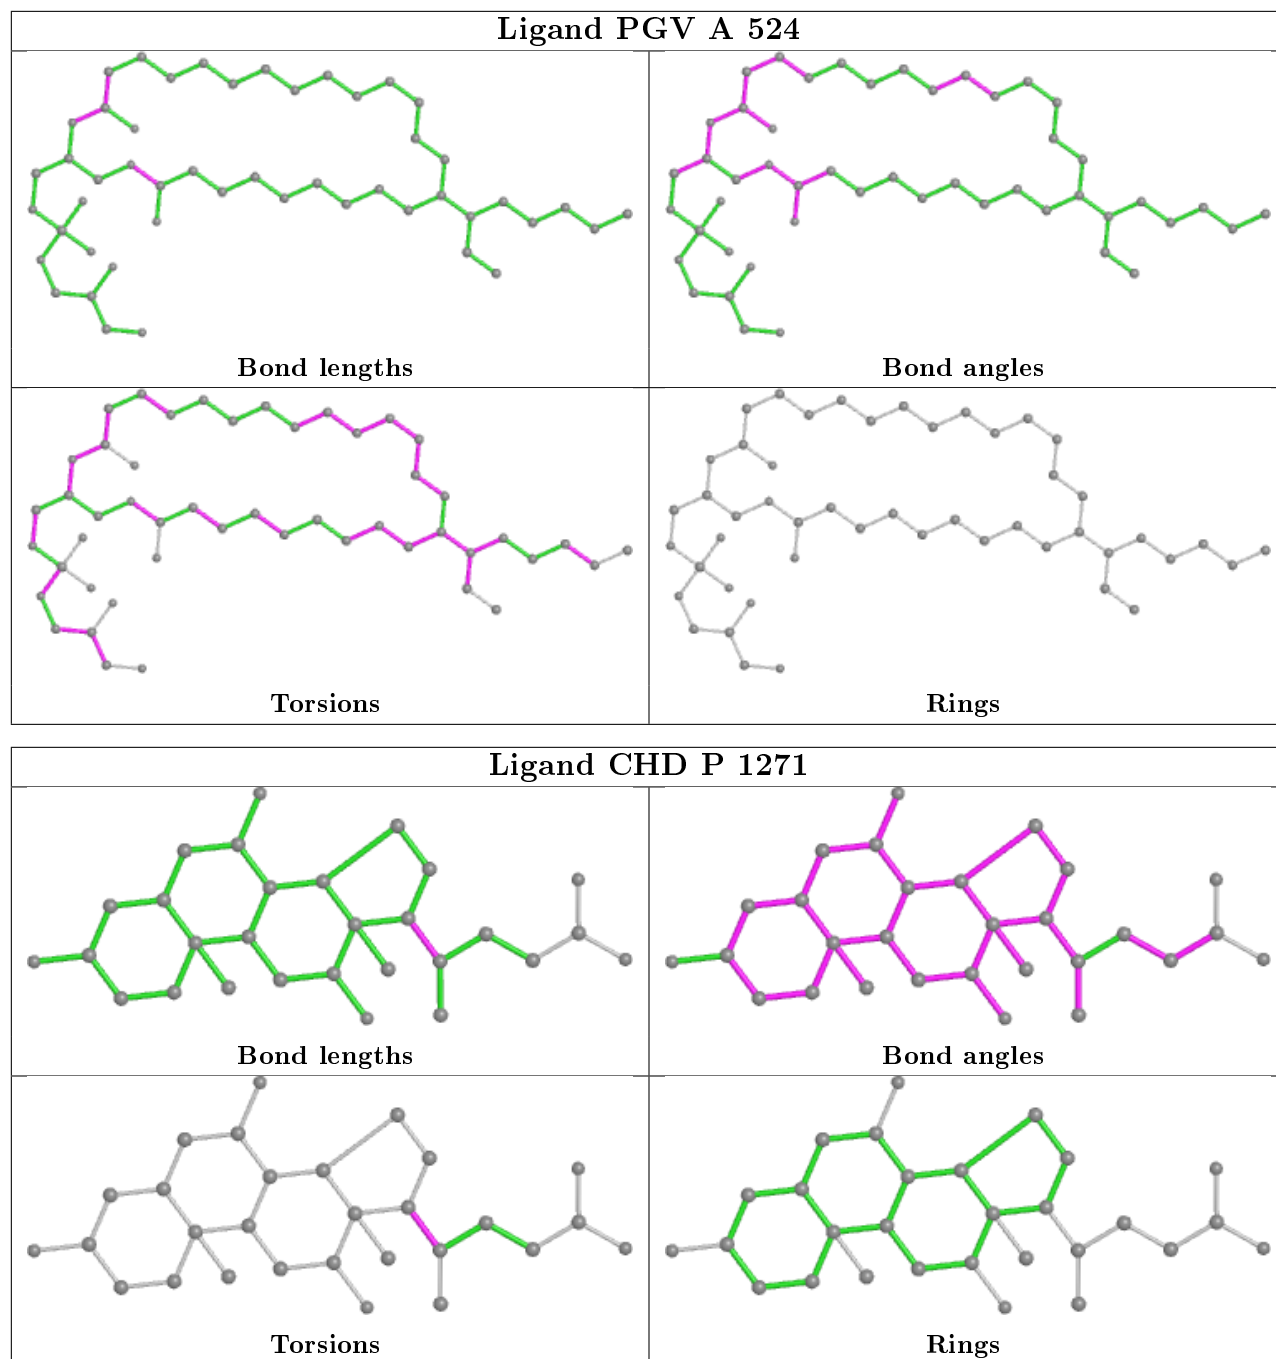 Ligand PGV A 524
Bond lengths
Bond angles
Torsions
Rings
Ligand CHD P 1271
Bond lengths
Bond angles
Torsions
Rings